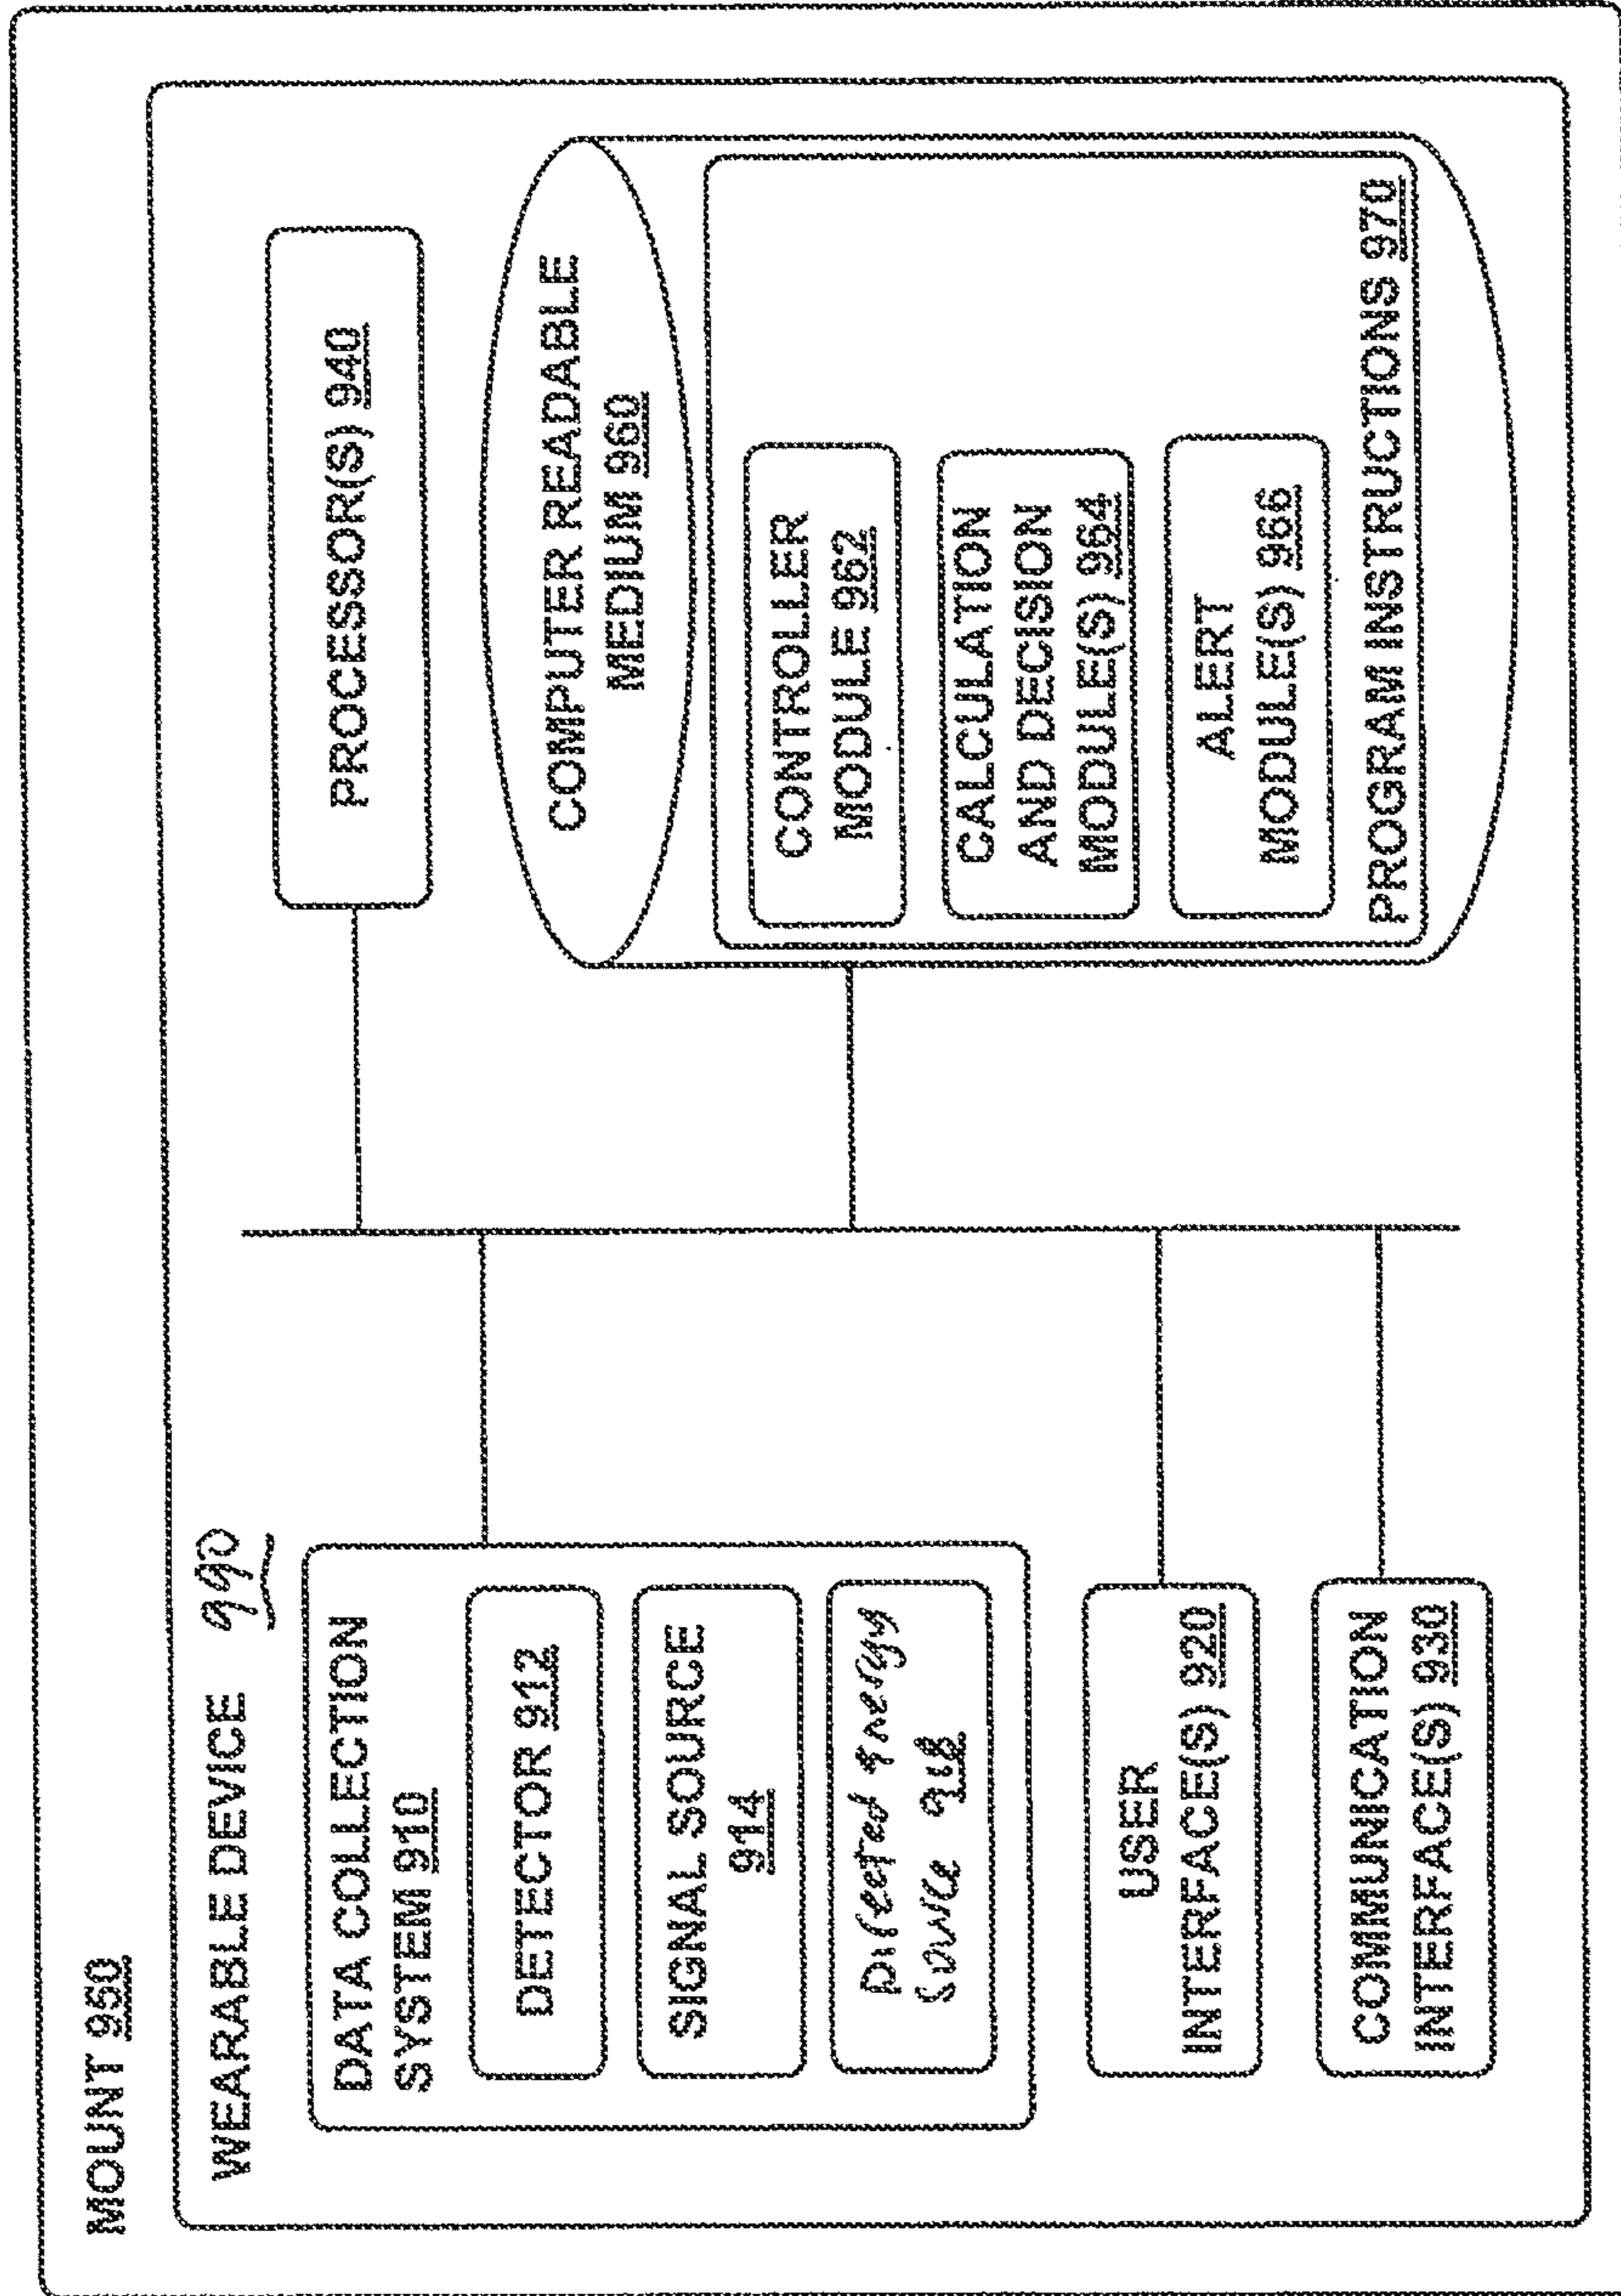 MOUNT 950
WEARABLE DEVICE 990
DATA COLLECTION
SYSTEM 910
DETECTOR 912
SIGNAL SOURCE
914
Directed Energy
Source 918
USER
INTERFACE(S) 920
COMMUNICATION
INTERFACE(S) 930
PROCESSOR(S) 940
COMPUTER READABLE
MEDIUM 960
CONTROLLER
MODULE 962
CALCULATION
AND DECISION
MODULE(S) 964
ALERT
MODULE(S) 966
PROGRAM INSTRUCTIONS 970